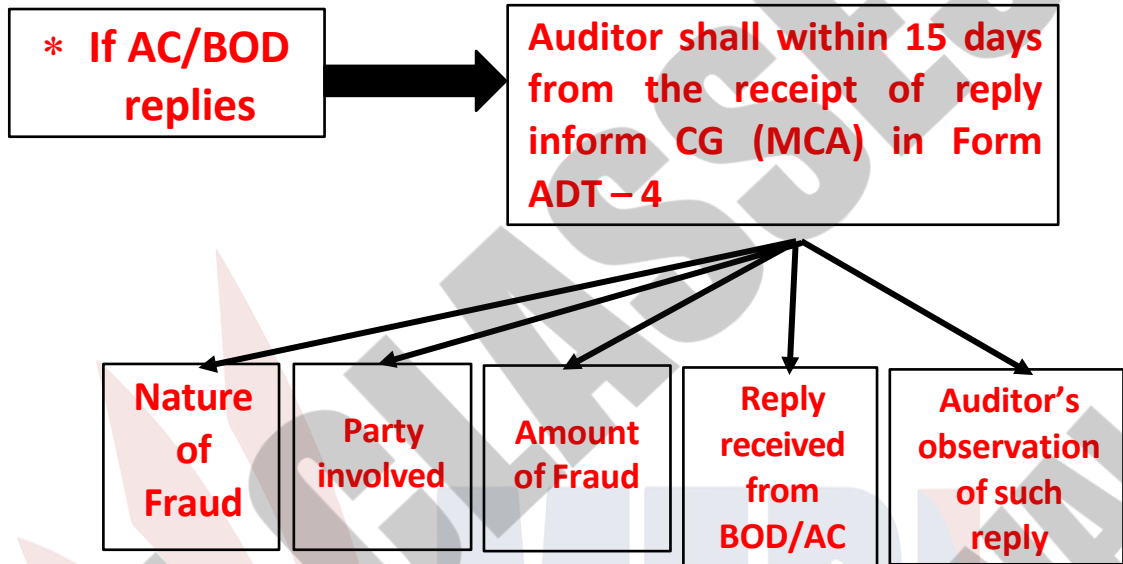 * If AC/BOD
replies
Auditor shall within 15 days
from the receipt of reply
inform CG (MCA) in Form
ADT – 4
Nature
of
Fraud
Party
involved
Amount
of Fraud
Reply
received
from
BOD/AC
Auditor’s
observation
of such
reply